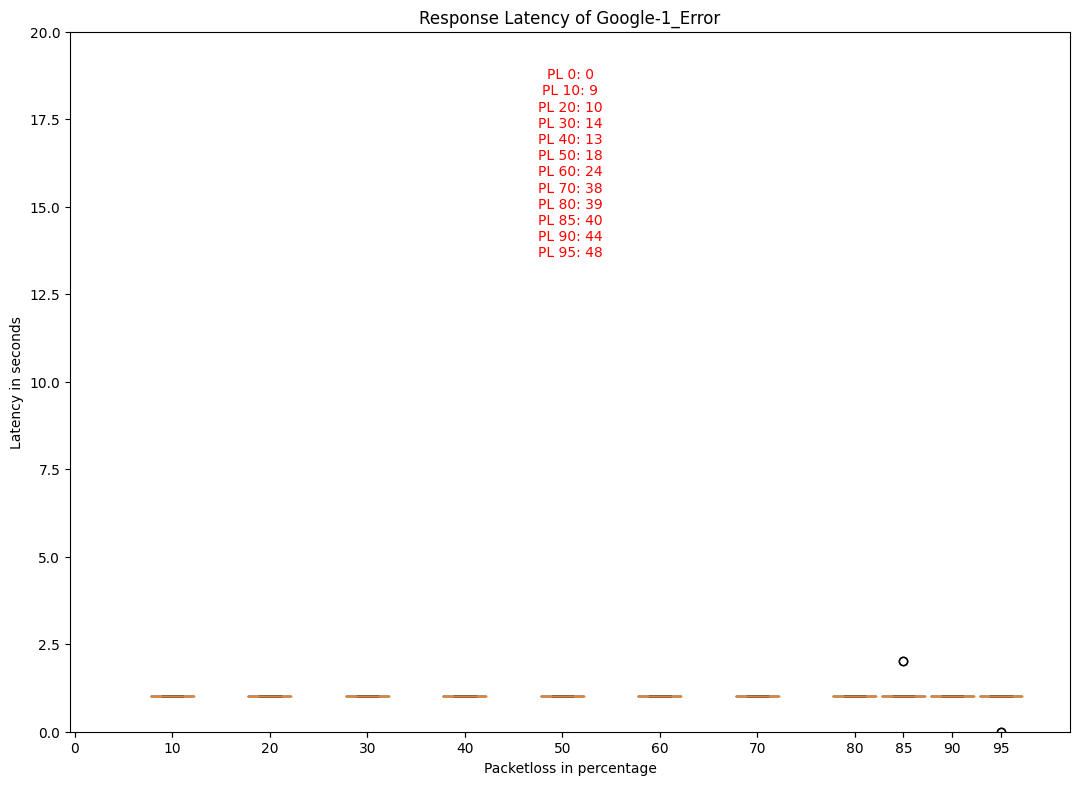 Response Latency of Google-1_Error
20.0
17.5
15.0
12.5
10.0
7.5
5.0
2.5
0.0
Latency in seconds
PL 0: 0
PL 10: 9
PL 20: 10
PL 30: 14
PL 40: 13
PL 50: 18
PL 60: 24
PL 70: 38
PL 80: 39
PL 85: 40
PL 90: 44
PL 95: 48
0 10 20 30 40 50 60 70 80 85 90 95
Packetloss in percentage